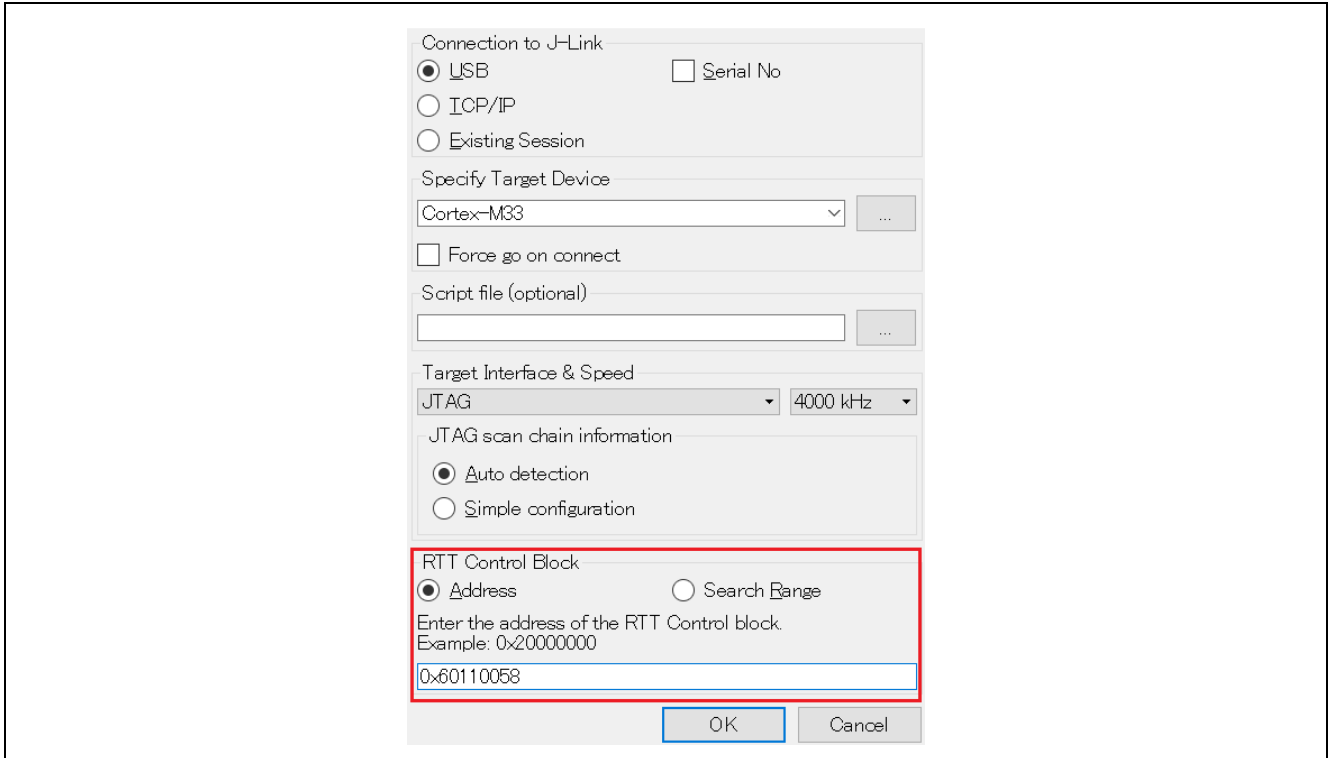 Connection to J-Link
USB Serial No
TCP/IP
Existing Session
Specify Target Device
Cortex-M33 ...
Force go on connect
Script file (optional)
...
Target Interface & Speed
JTAG 4000 kHz
JTAG scan chain information
Auto detection
Simple configuration
RTT Control Block
Address Search Range
Enter the address of the RTT Control block.
Example: 0x20000000
0x60110058
OK Cancel